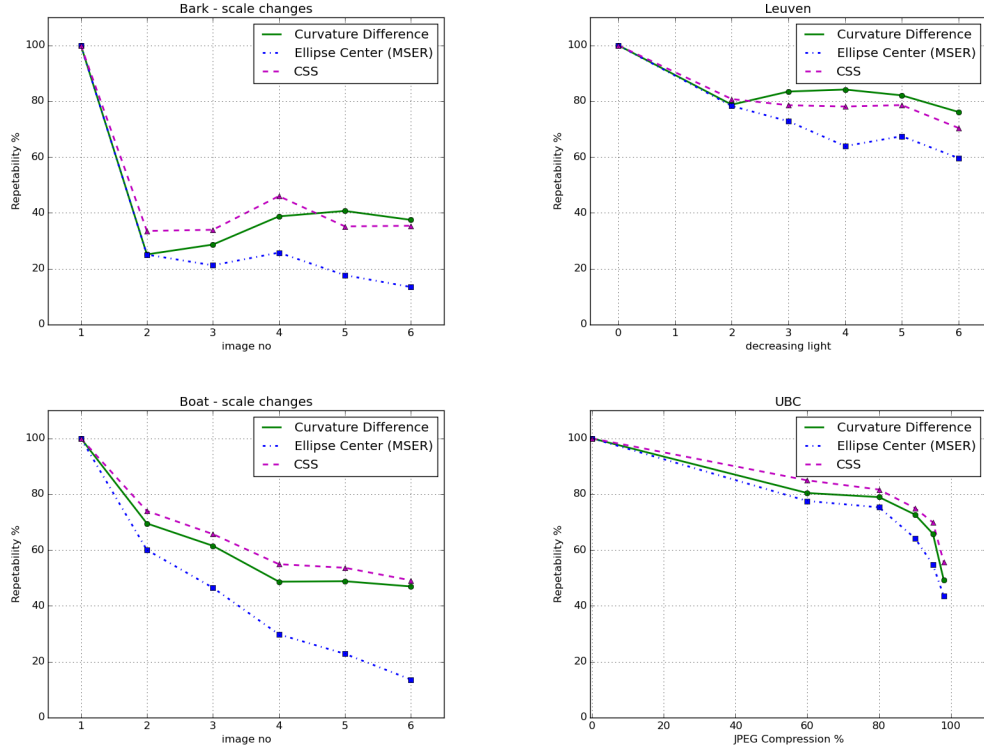 Bark - scale changes
Repetability %
100
80
60
40
20
0
Curvature Difference
Ellipse Center (MSER)
CSS
1 2 3 4 5 6
image no
Leuven
Repetability %
100
80
60
40
20
0
Curvature Difference
Ellipse Center (MSER)
CSS
0 1 2 3 4 5 6
decreasing light
Boat - scale changes
Repetability %
100
80
60
40
20
0
Curvature Difference
Ellipse Center (MSER)
CSS
1 2 3 4 5 6
image no
UBC
Repetability %
100
80
60
40
20
0
Curvature Difference
Ellipse Center (MSER)
CSS
0 20 40 60 80 100
JPEG Compression %